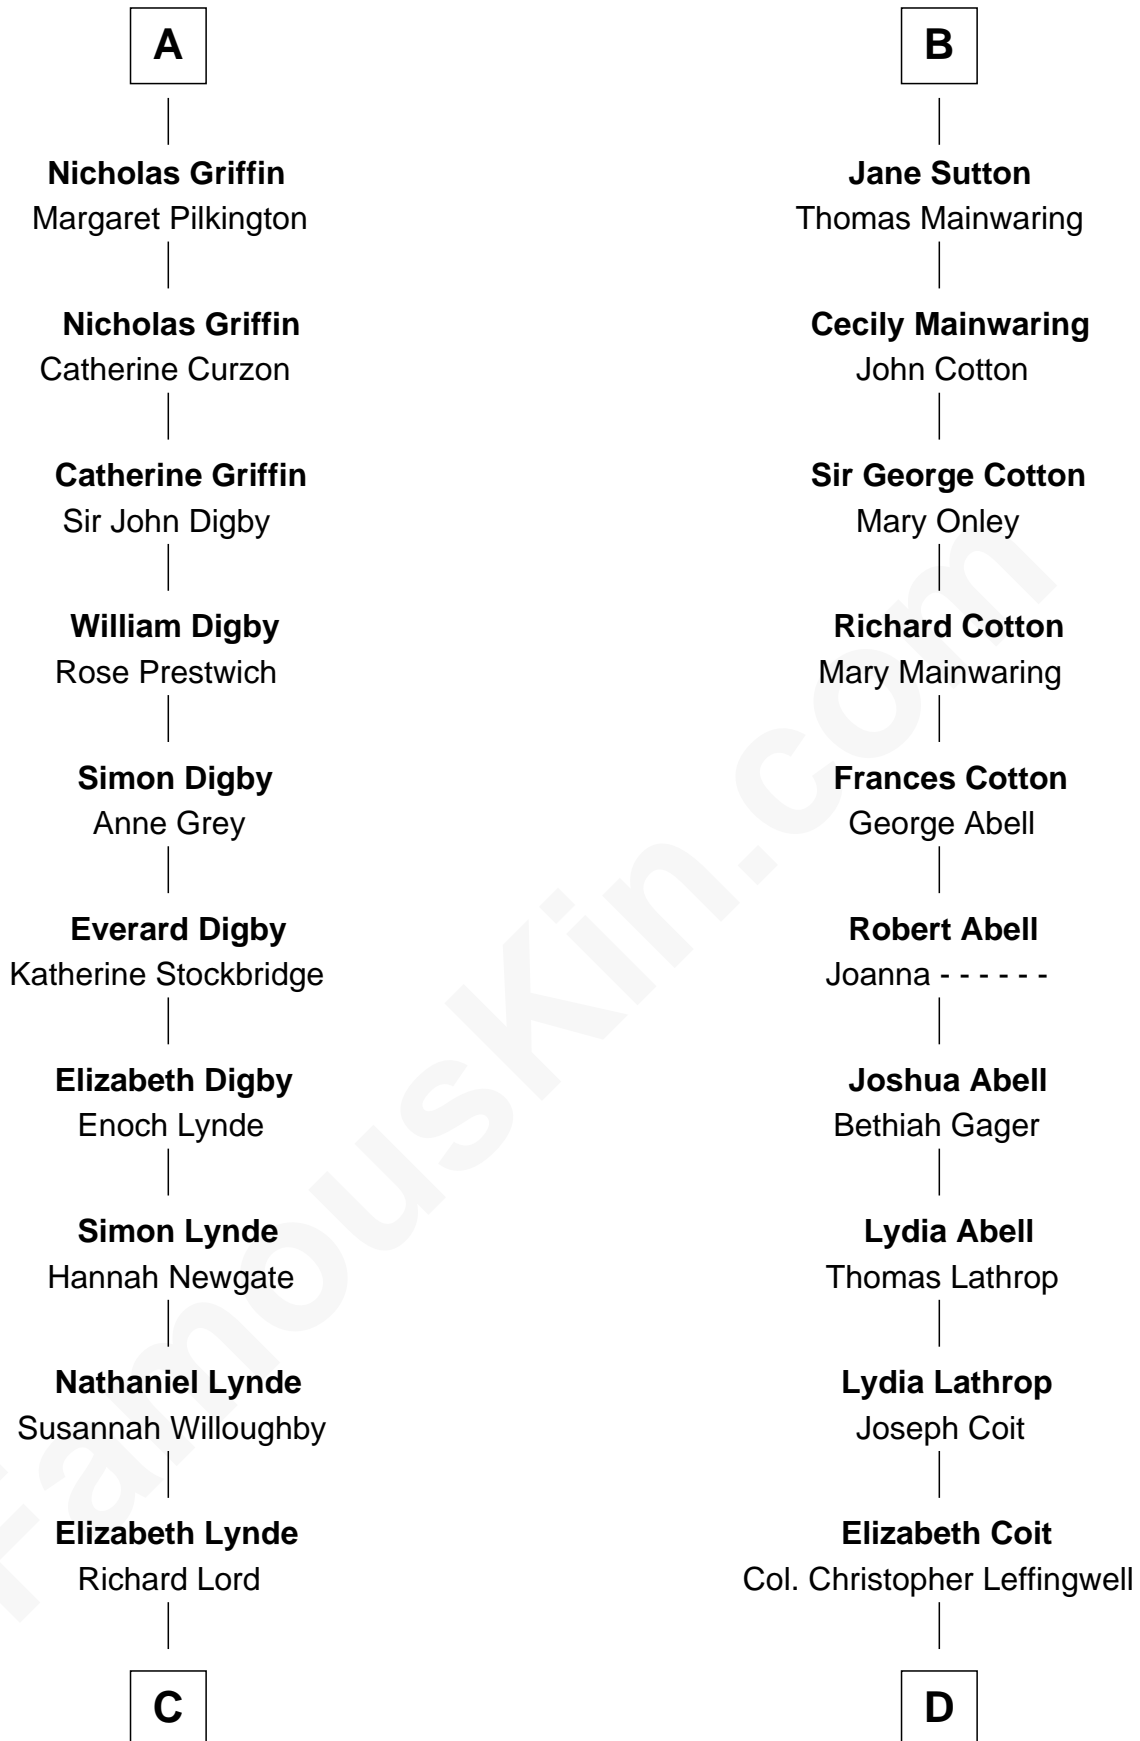 A
Nicholas Griffin
Margaret Pilkington
Nicholas Griffin
Catherine Curzon
Catherine Griffin
Sir John Digby
William Digby
Rose Prestwich
Simon Digby
Anne Grey
Everard Digby
Katherine Stockbridge
Elizabeth Digby
Enoch Lynde
Simon Lynde
Hannah Newgate
Nathaniel Lynde
Susannah Willoughby
Elizabeth Lynde
Richard Lord
C
B
Jane Sutton
Thomas Mainwaring
Cecily Mainwaring
John Cotton
Sir George Cotton
Mary Onley
Richard Cotton
Mary Mainwaring
Frances Cotton
George Abell
Robert Abell
Joanna - - - - - -
Joshua Abell
Bethiah Gager
Lydia Abell
Thomas Lathrop
Lydia Lathrop
Joseph Coit
Elizabeth Coit
Col. Christopher Leffingwell
D
FamousKin.com